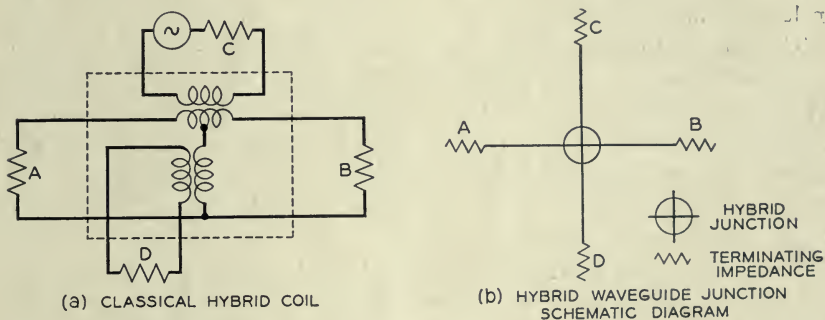 C
A
B
D
(a) CLASSICAL HYBRID COIL
C
A
B
D
HYBRID
JUNCTION
TERMINATING
IMPEDANCE
(b) HYBRID WAVEGUIDE JUNCTION
SCHEMATIC DIAGRAM